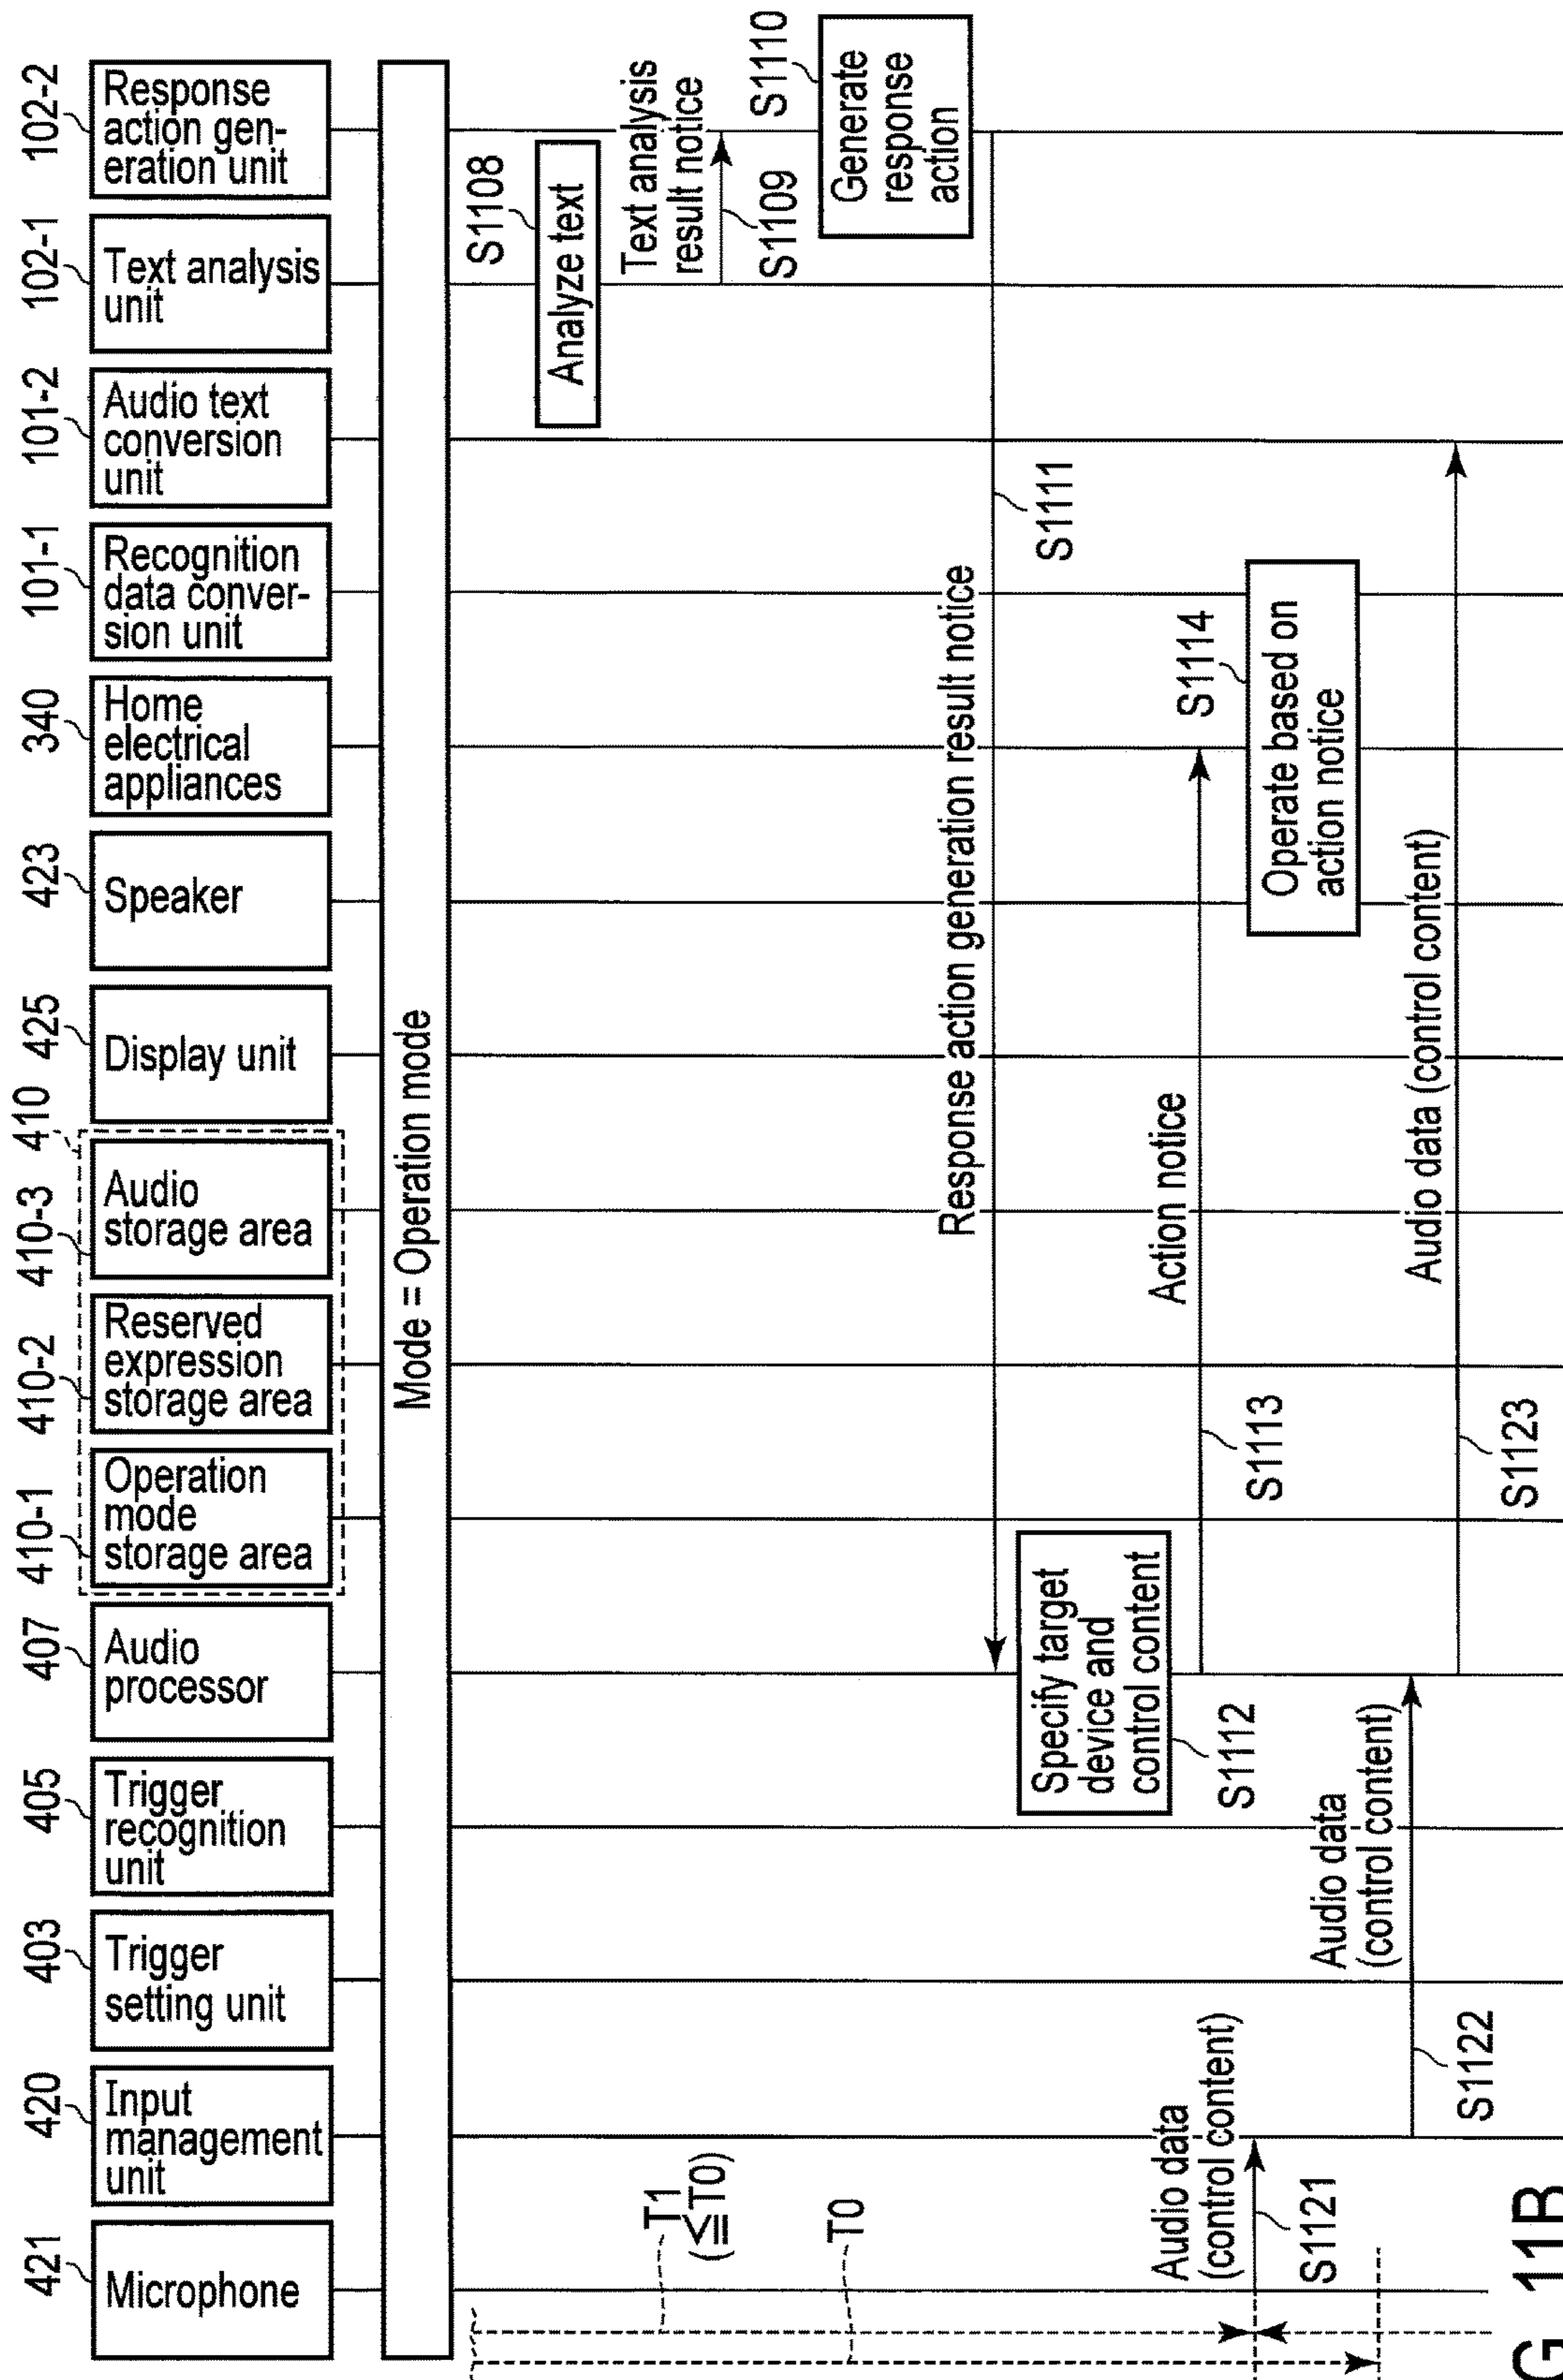 421
Microphone
420
Input
management
unit
403
Trigger
setting unit
405
Trigger
recognition
unit
407
Audio
processor
410-1
Operation
mode
storage area
410-2
Reserved
expression
storage area
410-3
410
Audio
storage area
425
Display unit
423
Speaker
340
Home
electrical
appliances
101-1
Recognition
data conver-
sion unit
101-2
Audio text
conversion
unit
102-1
Text analysis
unit
102-2
Response
action gen-
eration unit
Mode = Operation mode
S1108
Analyze text
Text analysis
result notice
S1109
S1110
Generate
response
action
T1
(≦T0)
T0
Response action generation result notice
S1111
Specify target
device and
control content
S1112
Action notice
S1113
S1114
Operate based on
action notice
Audio data
(control content)
S1121
Audio data
(control content)
S1122
Audio data (control content)
S1123
G. 11B